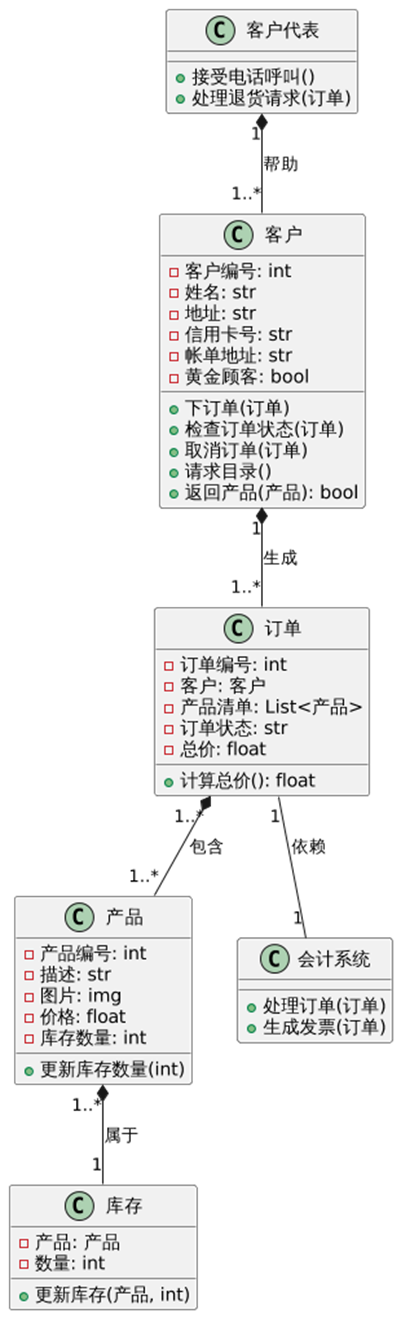 C 客户代表
接受电话呼叫()
处理退货请求(订单)
1
帮助
1..*
C 客户
客户编号: int
姓名: str
地址: str
信用卡号: str
帐单地址: str
黄金顾客: bool
下订单(订单)
检查订单状态(订单)
取消订单(订单)
请求目录()
返回产品(产品): bool
1
生成
1..*
C 订单
订单编号: int
客户: 客户
产品清单: List<产品>
订单状态: str
总价: float
计算总价(): float
1..* 1
包含 依赖
1..*
1
C 产品
产品编号: int
描述: str
图片: img
价格: float
库存数量: int
更新库存数量(int)
C 会计系统
处理订单(订单)
生成发票(订单)
1..*
属于
1
C 库存
产品: 产品
数量: int
更新库存(产品, int)